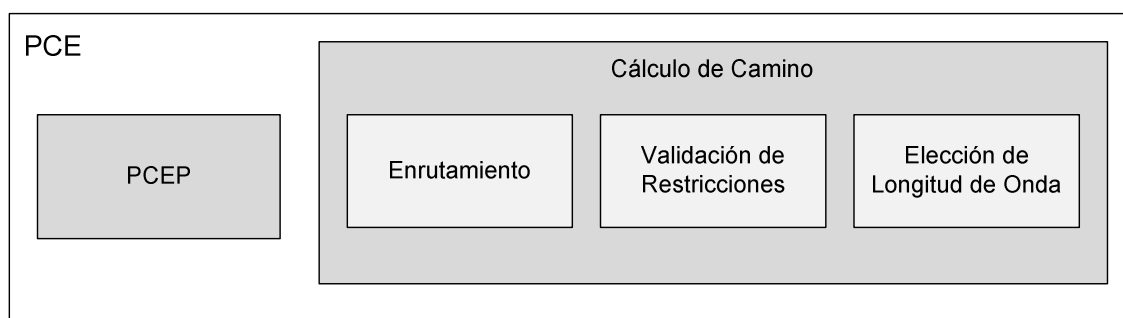 PCE
Cálculo de Camino
PCEP
Enrutamiento
Validación de
Restricciones
Elección de
Longitud de Onda